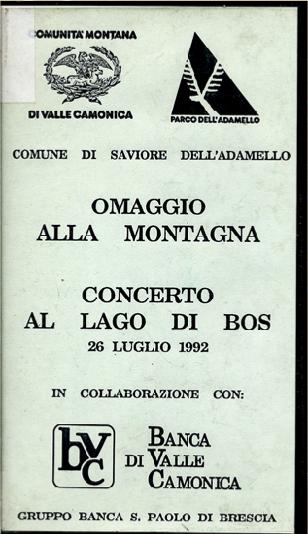 COMUNITA' MONTANA
DI VALLE CAMONICA
PARCO DELL'ADAMELLO
COMUNE DI SAVIORE DELL'ADAMELLO
OMAGGIO
ALLA MONTAGNA
CONCERTO
AL LAGO DI BOS
26 LUGLIO 1992
IN COLLABORAZIONE CON:
bvc
BANCA
DI VALLE
CAMONICA
GRUPPO BANCA S. PAOLO DI BRESCIA